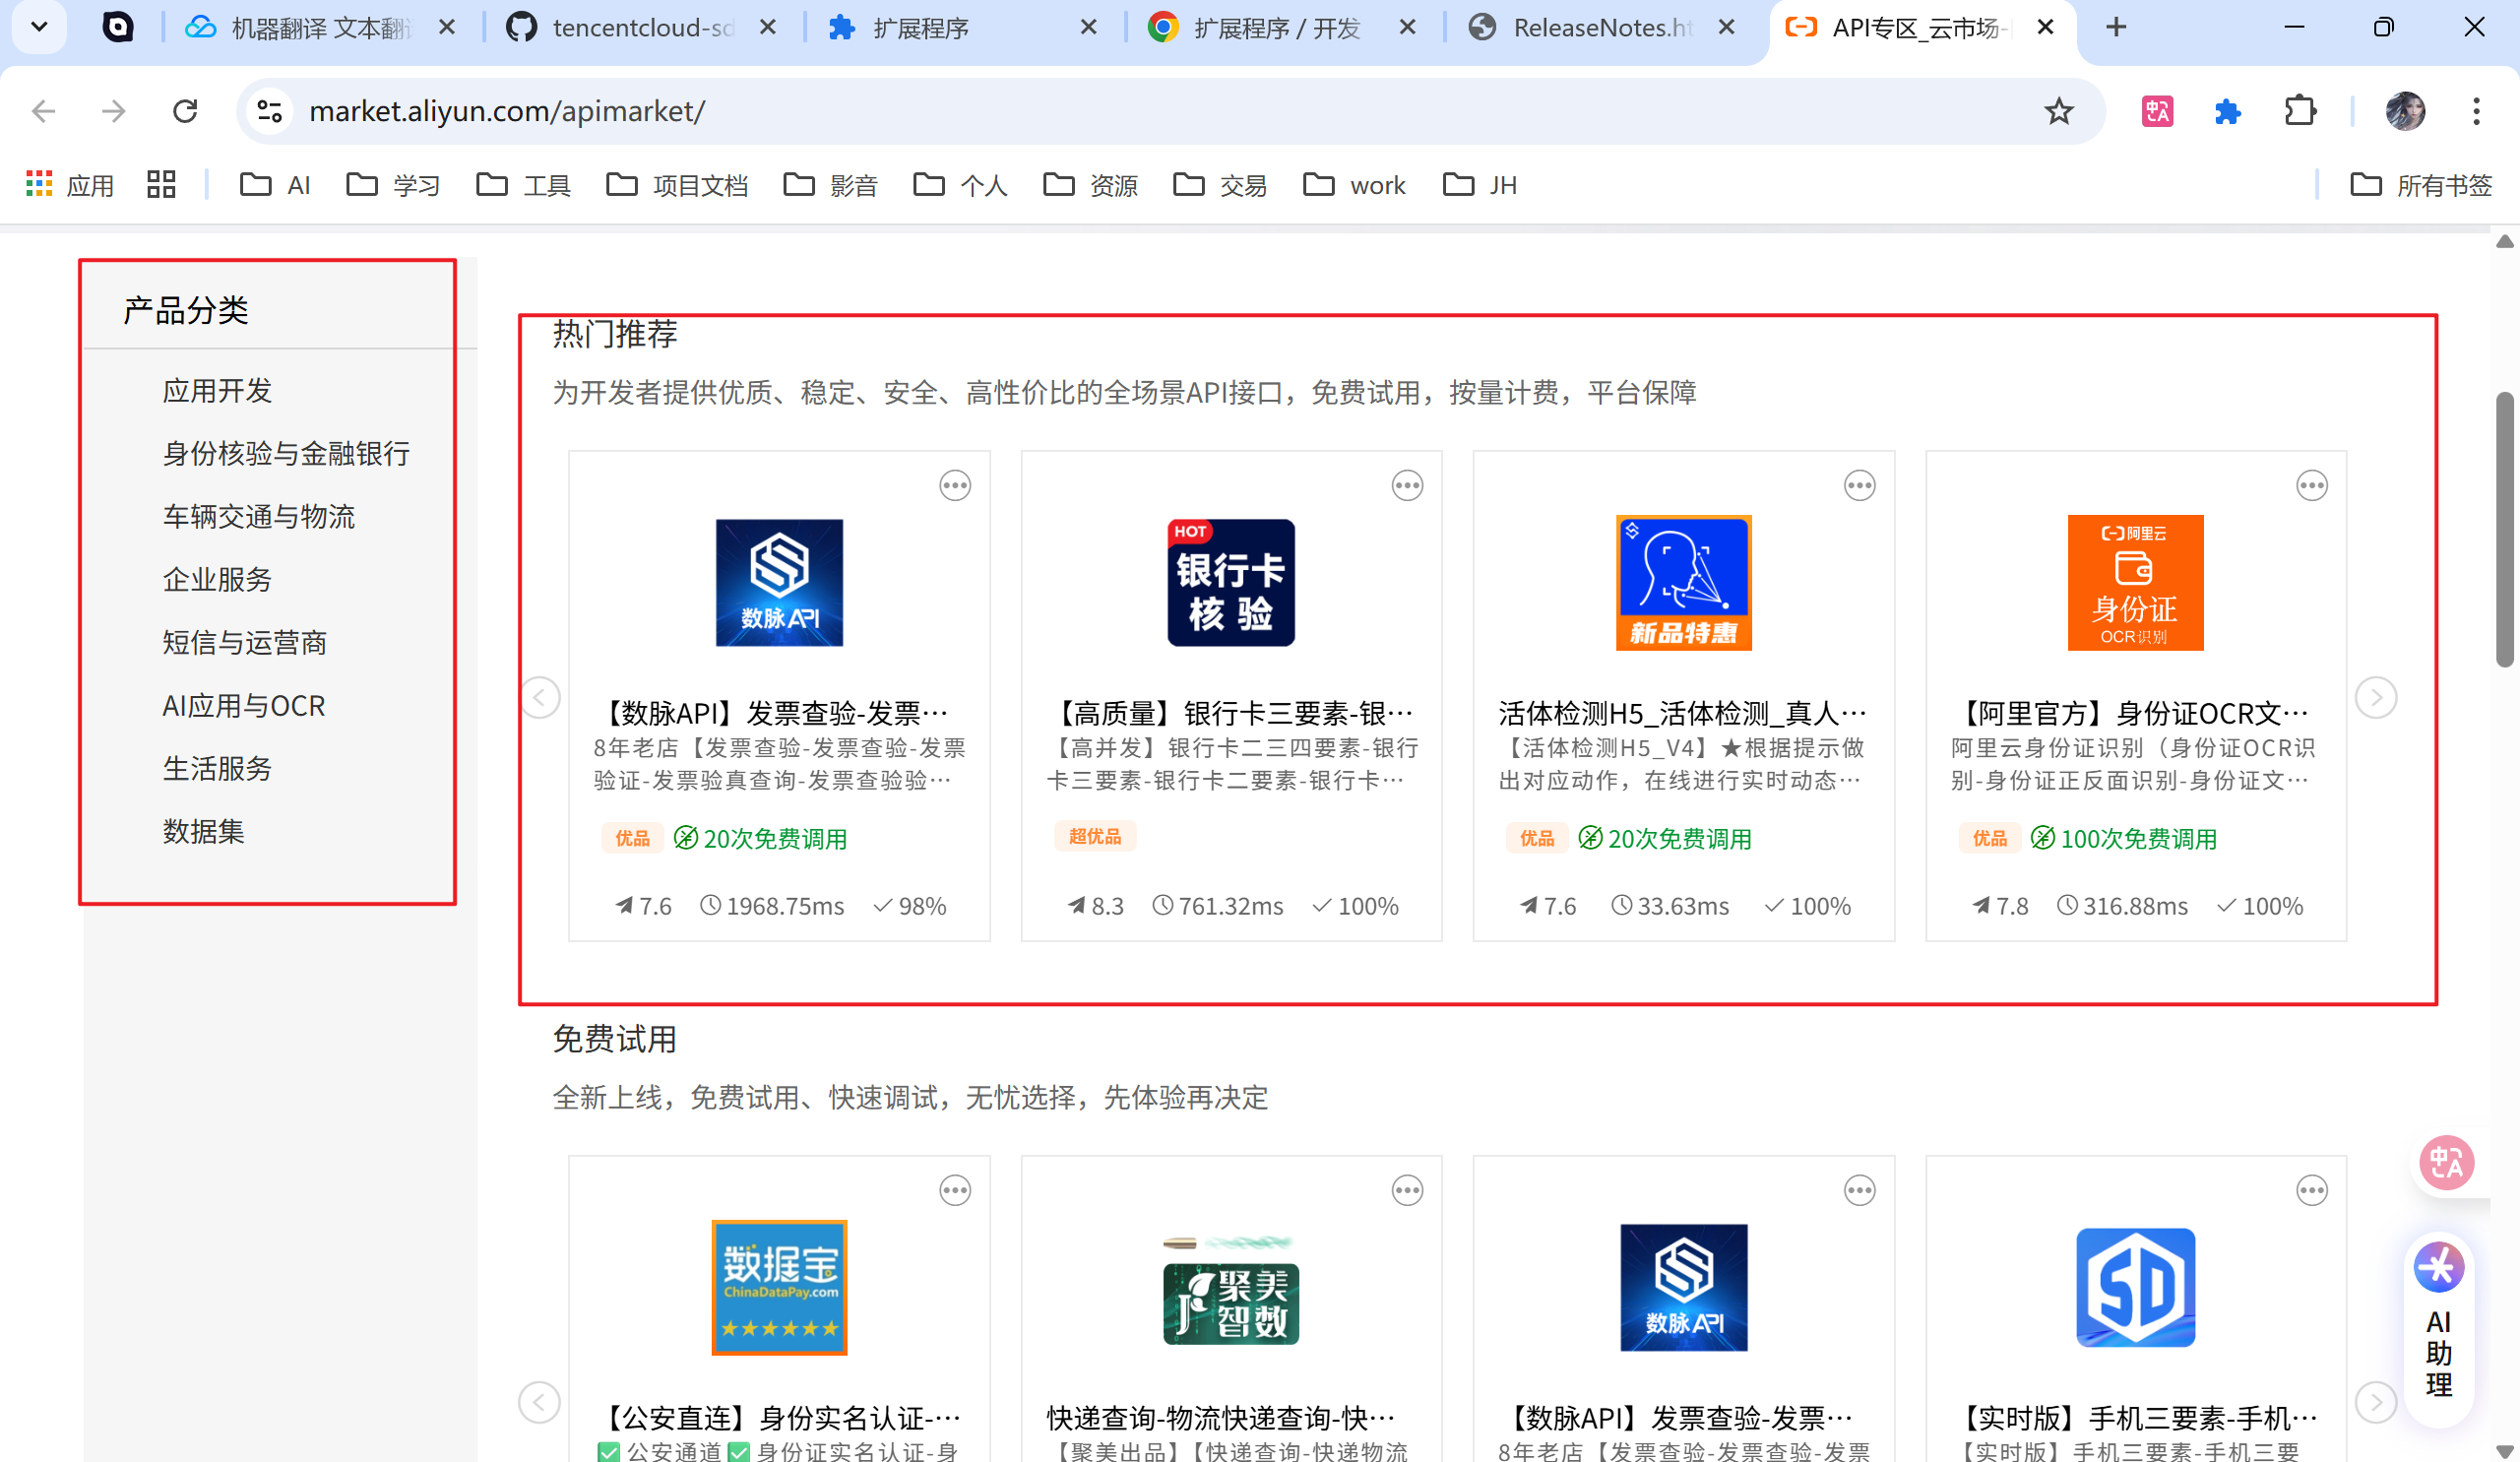 机器翻译 文本翻
tencentcloud-sd
扩展程序
扩展程序 / 开发
ReleaseNotes.ht
API专区_云市场-
market.aliyun.com/apimarket/
应用
AI
学习
工具
项目文档
影音
个人
资源
交易
work
JH
所有书签
产品分类
应用开发
身份核验与金融银行
车辆交通与物流
企业服务
短信与运营商
AI应用与OCR
生活服务
数据集
热门推荐
为开发者提供优质、稳定、安全、高性价比的全场景API接口，免费试用，按量计费，平台保障
数脉API
【数脉API】发票查验-发票…
8年老店【发票查验-发票查验-发票
验证-发票验真查询-发票查验验…
优品 20次免费调用
7.6 1968.75ms 98%
HOT
银行卡
核 验
【高质量】银行卡三要素-银…
【高并发】银行卡二三四要素-银行
卡三要素-银行卡二要素-银行卡…
超优品
8.3 761.32ms 100%
新品特惠
活体检测H5_活体检测_真人…
【活体检测H5_V4】★根据提示做
出对应动作，在线进行实时动态…
优品 20次免费调用
7.6 33.63ms 100%
阿里云
身份证
OCR识别
【阿里官方】身份证OCR文…
阿里云身份证识别（身份证OCR识
别-身份证正反面识别-身份证文…
优品 100次免费调用
7.8 316.88ms 100%
免费试用
全新上线，免费试用、快速调试，无忧选择，先体验再决定
数据宝
ChinaDataPay.com
【公安直连】身份实名认证-…
✅公安通道✅身份证实名认证-身
聚美
智数
快递查询-物流快递查询-快…
【聚美出品】【快递查询-快递物流
数脉API
【数脉API】发票查验-发票…
8年老店【发票查验-发票查验-发票
SD
【实时版】手机三要素-手机…
【实时版】手机三要素-手机三要
中A
AI
助
理